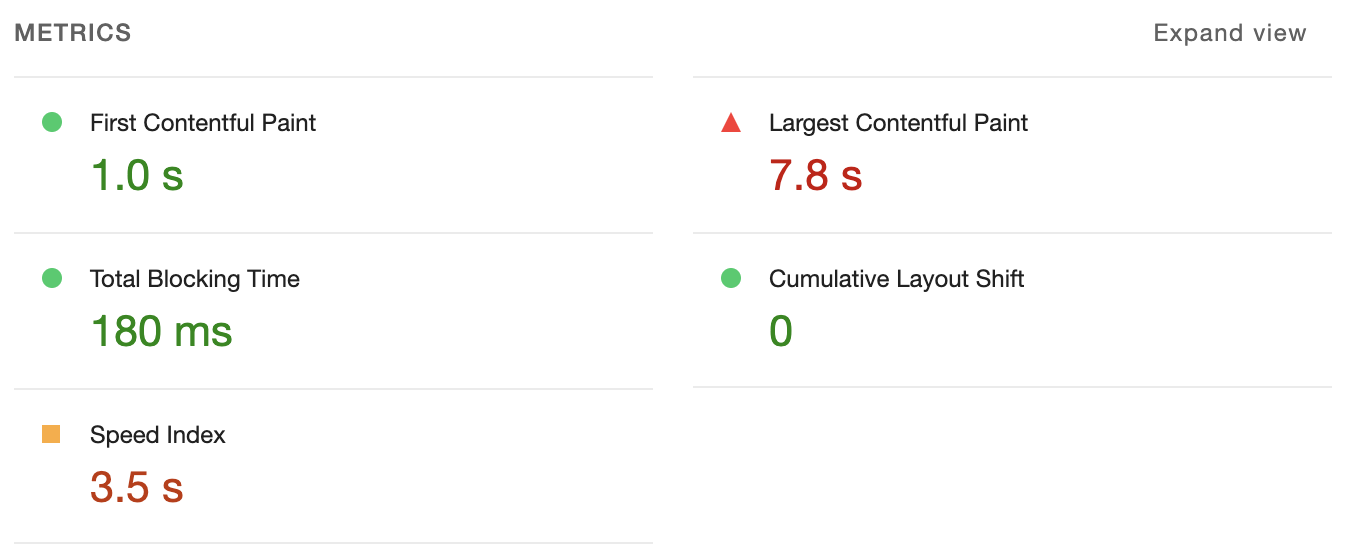 METRICS
Expand view
First Contentful Paint
1.0 s
Largest Contentful Paint
7.8 s
Total Blocking Time
180 ms
Cumulative Layout Shift
0
Speed Index
3.5 s